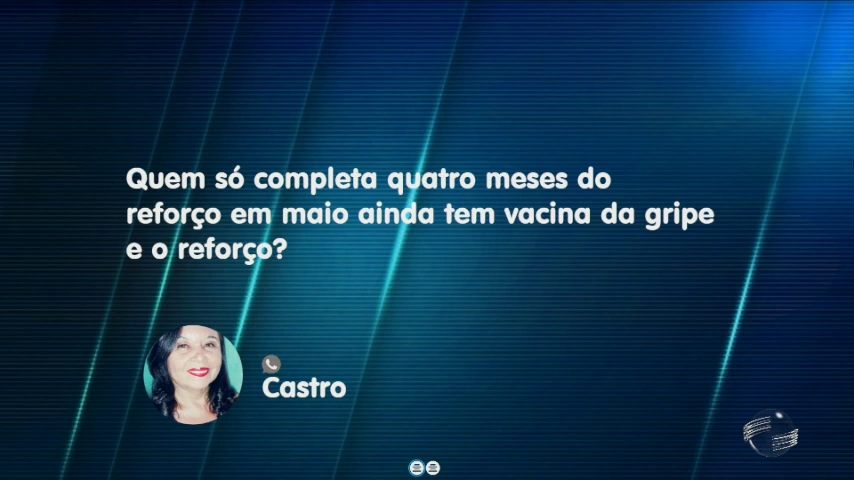 Quem só completa quatro meses do
reforço em maio ainda tem vacina da gripe
e o reforço?
Castro